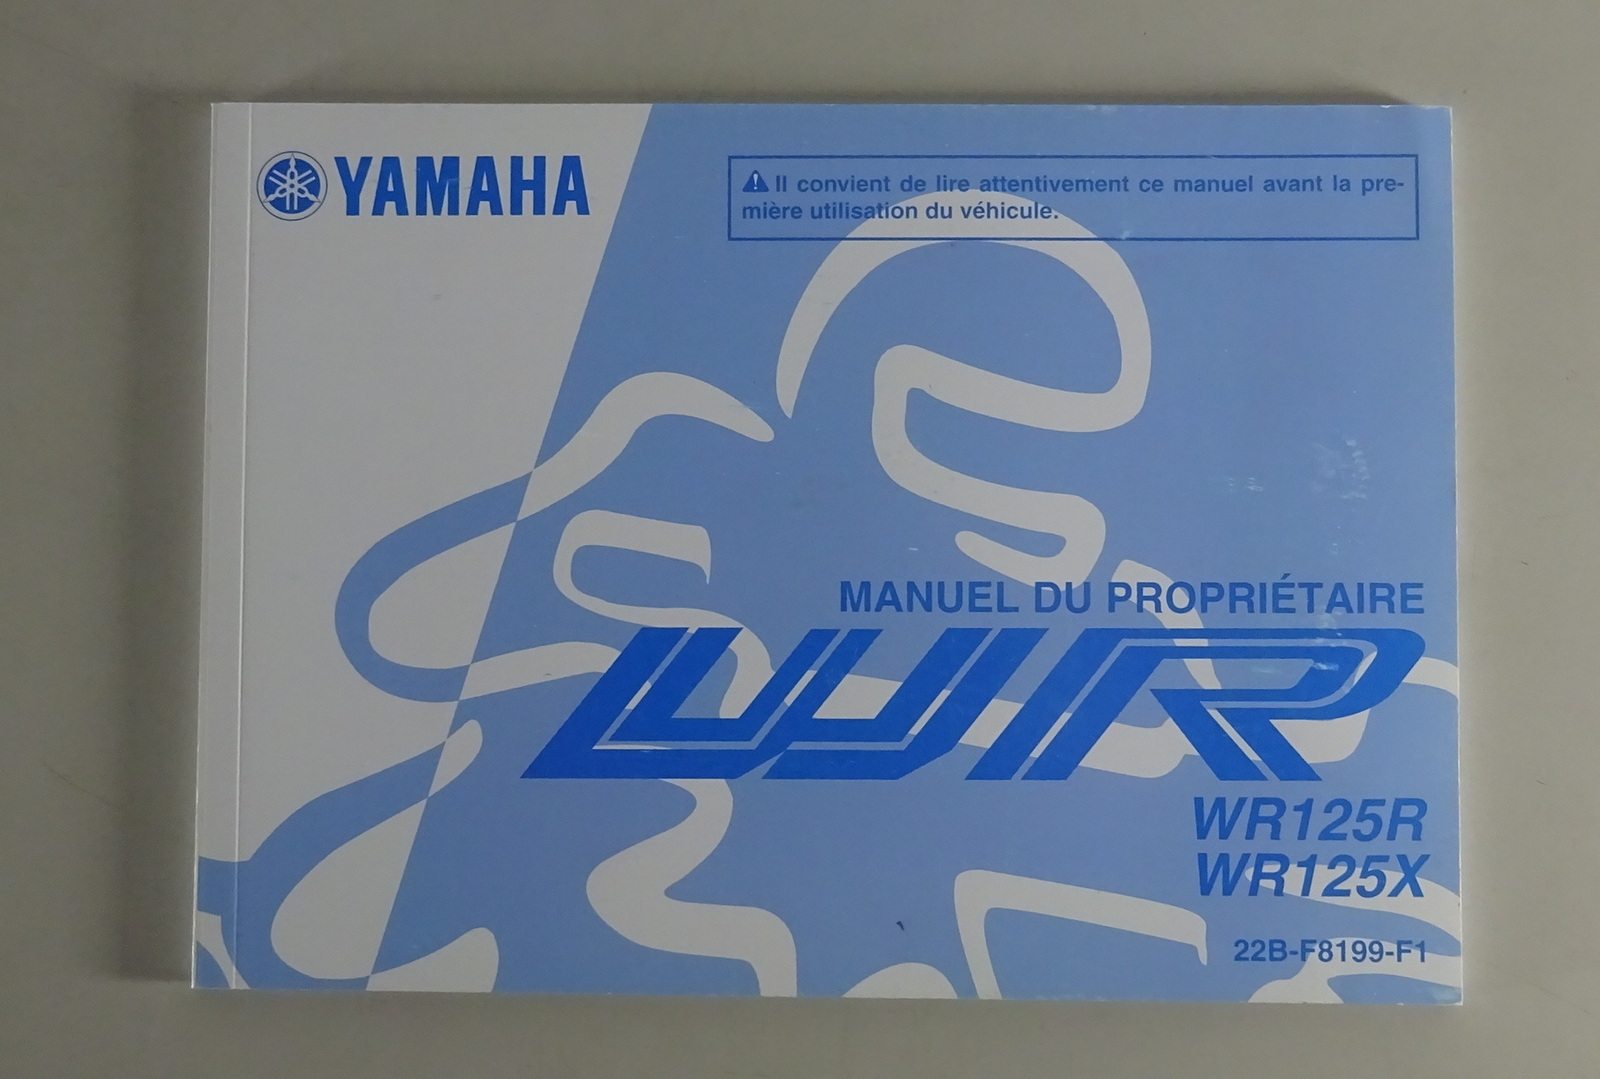 YAMAHA
⚠ Il convient de lire attentivement ce manuel avant la pre-
mière utilisation du véhicule.
MANUEL DU PROPRIÉTAIRE
WR
WR125R
WR125X
22B-F8199-F1